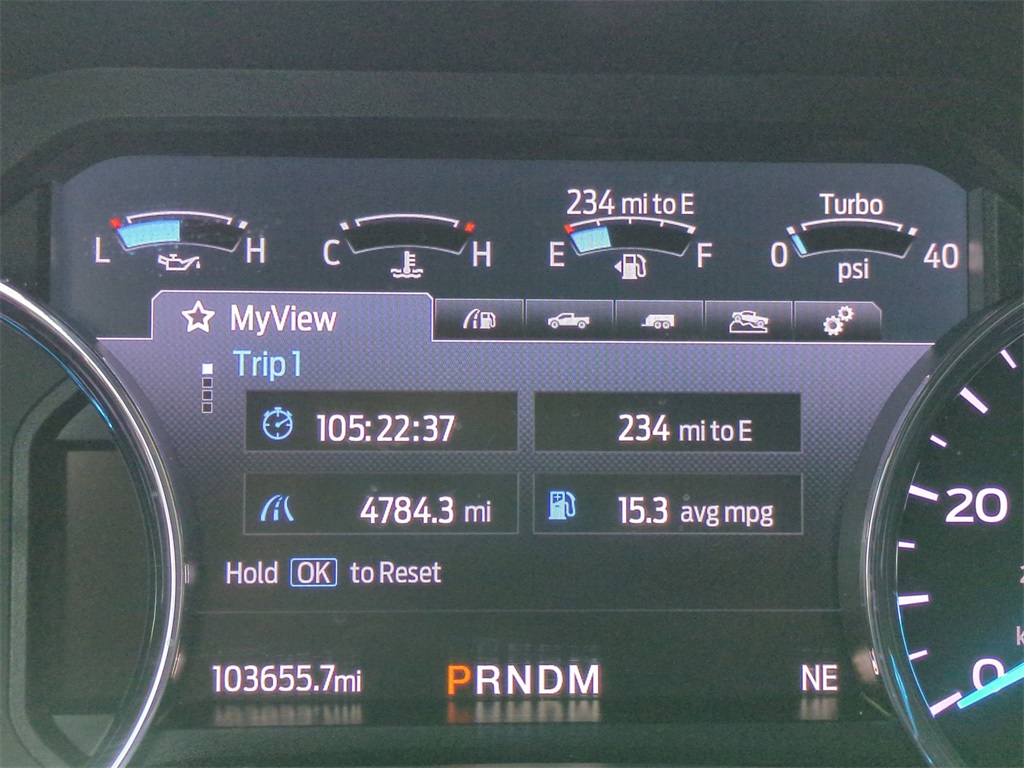 234 mi to E
Turbo
L H
C H
E F
0 40
psi
MyView
Trip 1
105:22:37
234 mi to E
4784.3 mi
15.3 avg mpg
Hold OK to Reset
20
0
103655.7mi
PRNDM
NE